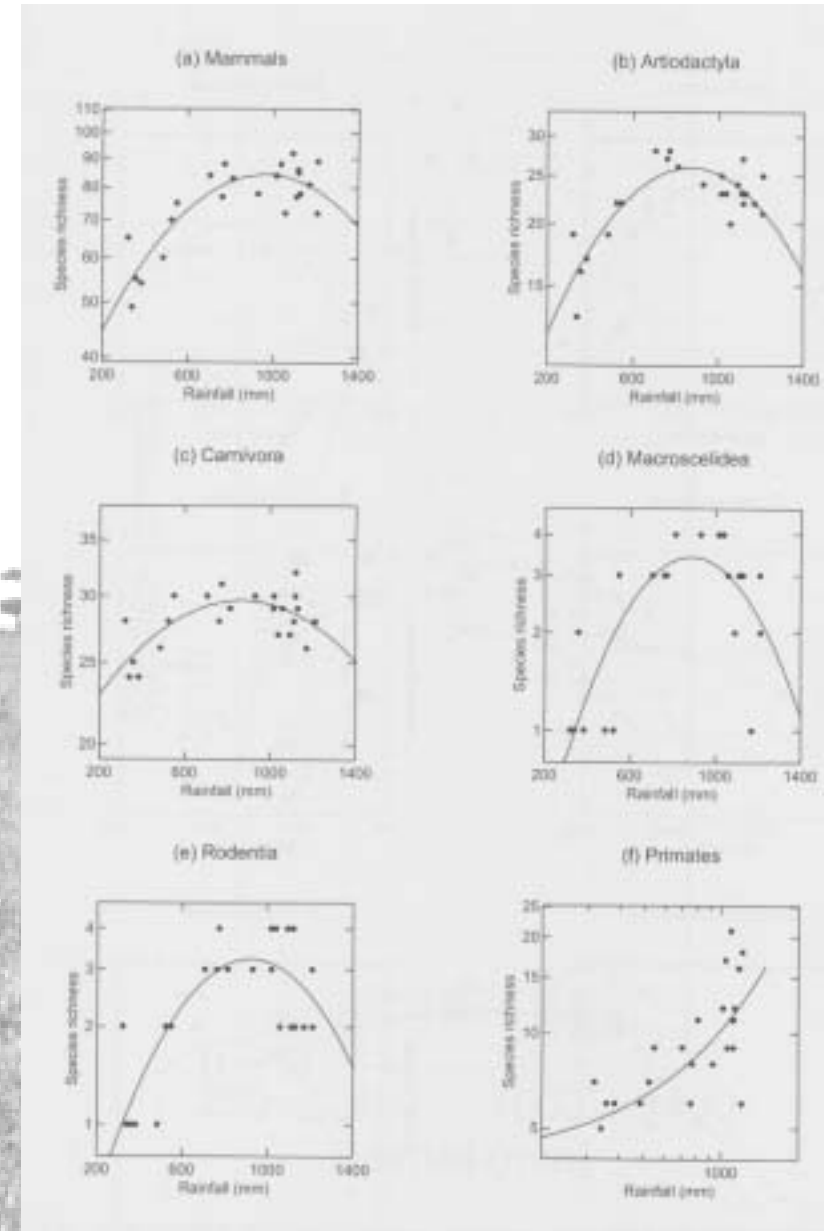 (a) Mammals
110
100
90
80
70
60
50
40
Species richness
200 600 1000 1400
Rainfall (mm)
(b) Artiodactyla
30
25
20
15
Species richness
200 600 1000 1400
Rainfall (mm)
(c) Carnivora
35
30
25
20
Species richness
200 600 1000 1400
Rainfall (mm)
(d) Macroscelidea
4
3
2
1
Species richness
200 600 1000 1400
Rainfall (mm)
(e) Rodentia
4
3
2
1
Species richness
200 600 1000 1400
Rainfall (mm)
(f) Primates
25
20
15
10
5
Species richness
1000
Rainfall (mm)